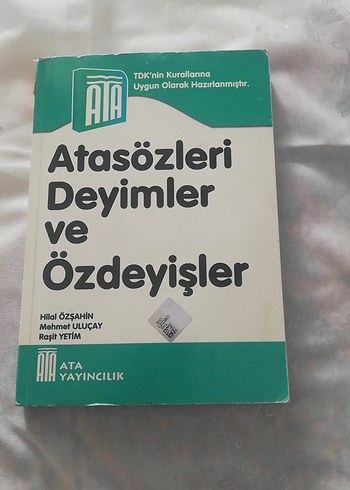 ATA
TDK'nin Kurallarına
Uygun Olarak Hazırlanmıştır.
Atasözleri
Deyimler
ve
Özdeyişler
Hilal ÖZŞAHİN
Mehmet ULUÇAY
Raşit YETİM
ATA
ATA
YAYINCILIK